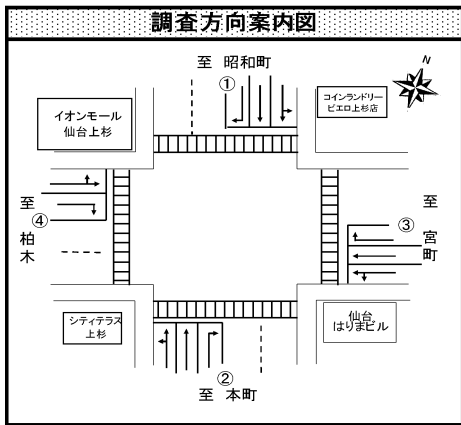 調査方向案内図
至 昭和町
①
N
コインランドリー
ピエロ上杉店
イオンモール
仙台上杉
至
④
柏
木
③
至
宮
町
シティテラス
上杉
仙台
はりまビル
②
至 本町